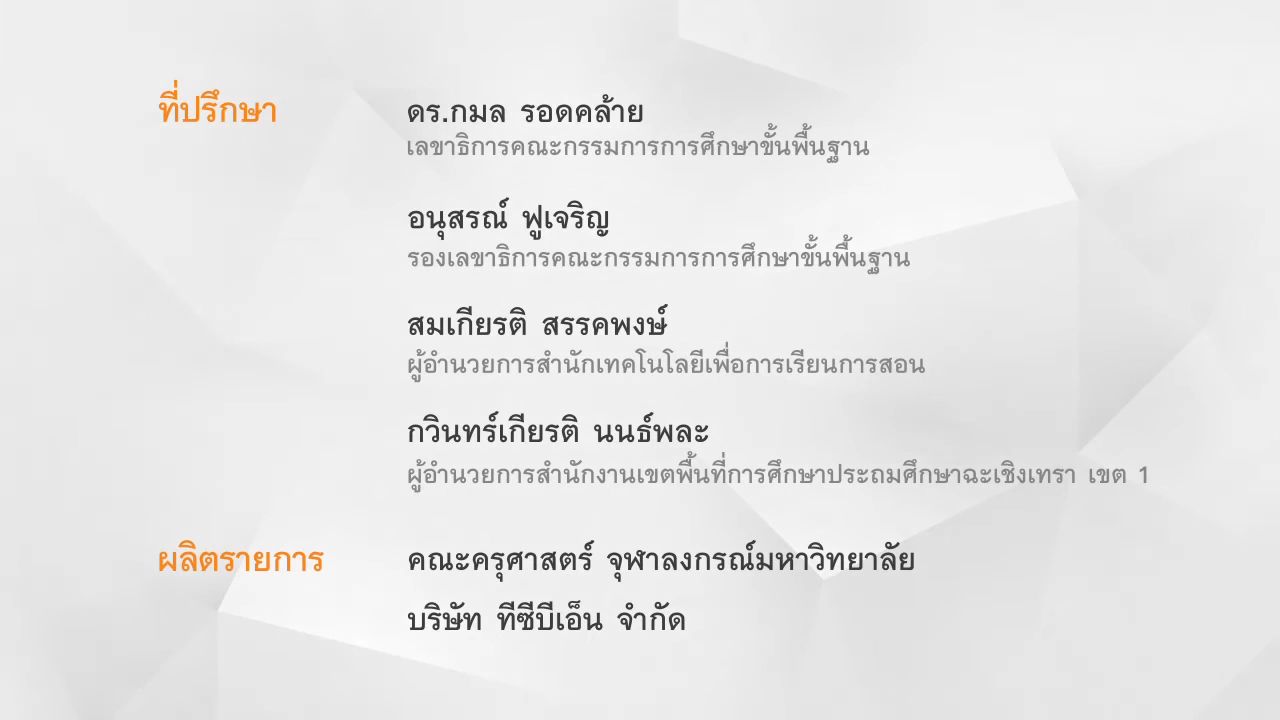 ที่ปรึกษา ดร.กมล รอดคล้าย
เลขาธิการคณะกรรมการการศึกษาขั้นพื้นฐาน
อนุสรณ์ ฟูเจริญ
รองเลขาธิการคณะกรรมการการศึกษาขั้นพื้นฐาน
สมเกียรติ สรรคพงษ์
ผู้อำนวยการสำนักเทคโนโลยีเพื่อการเรียนการสอน
กวินทร์เกียรติ นนธ์พละ
ผู้อำนวยการสำนักงานเขตพื้นที่การศึกษาประถมศึกษาฉะเชิงเทรา เขต 1
ผลิตรายการ คณะครุศาสตร์ จุฬาลงกรณ์มหาวิทยาลัย
บริษัท ทีซีบีเอ็น จำกัด